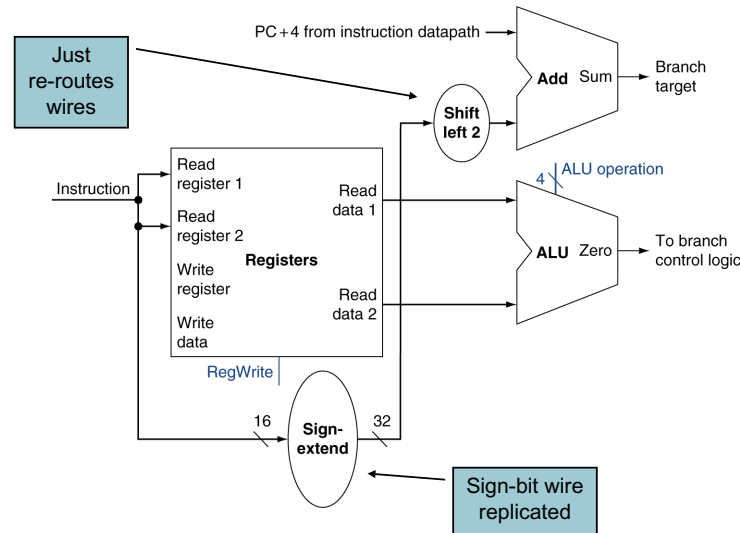 Just
re-routes
wires
PC+4 from instruction datapath
Add Sum
Branch
target
Shift
left 2
Instruction
Read
register 1
Read
register 2
Write
register
Write
data
Registers
Read
data 1
Read
data 2
RegWrite
4
ALU operation
ALU Zero
To branch
control logic
16
Sign-
extend
32
Sign-bit wire
replicated